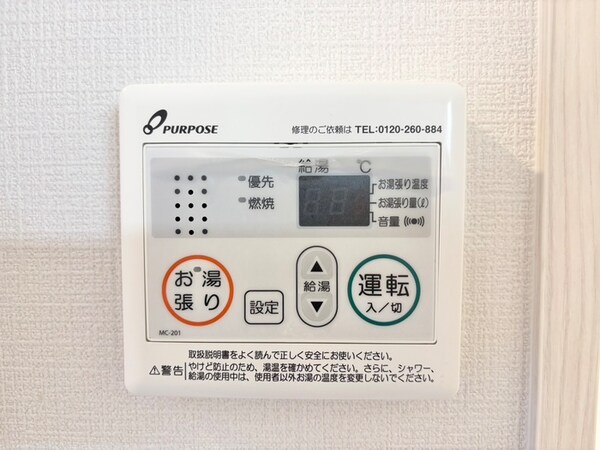 PURPOSE
修理のご依頼は TEL:0120-260-884
給湯 ℃
優先
燃焼
お湯張り温度
お湯張り量(ℓ)
音量
お湯
張り
設定
給湯
運転
入/切
MC-201
取扱説明書をよく読んで正しく安全にお使いください。
⚠警告 やけど防止のため、湯温を確かめてください。さらに、シャワー、
給湯の使用中は、使用者以外お湯の温度を変更しないでください。